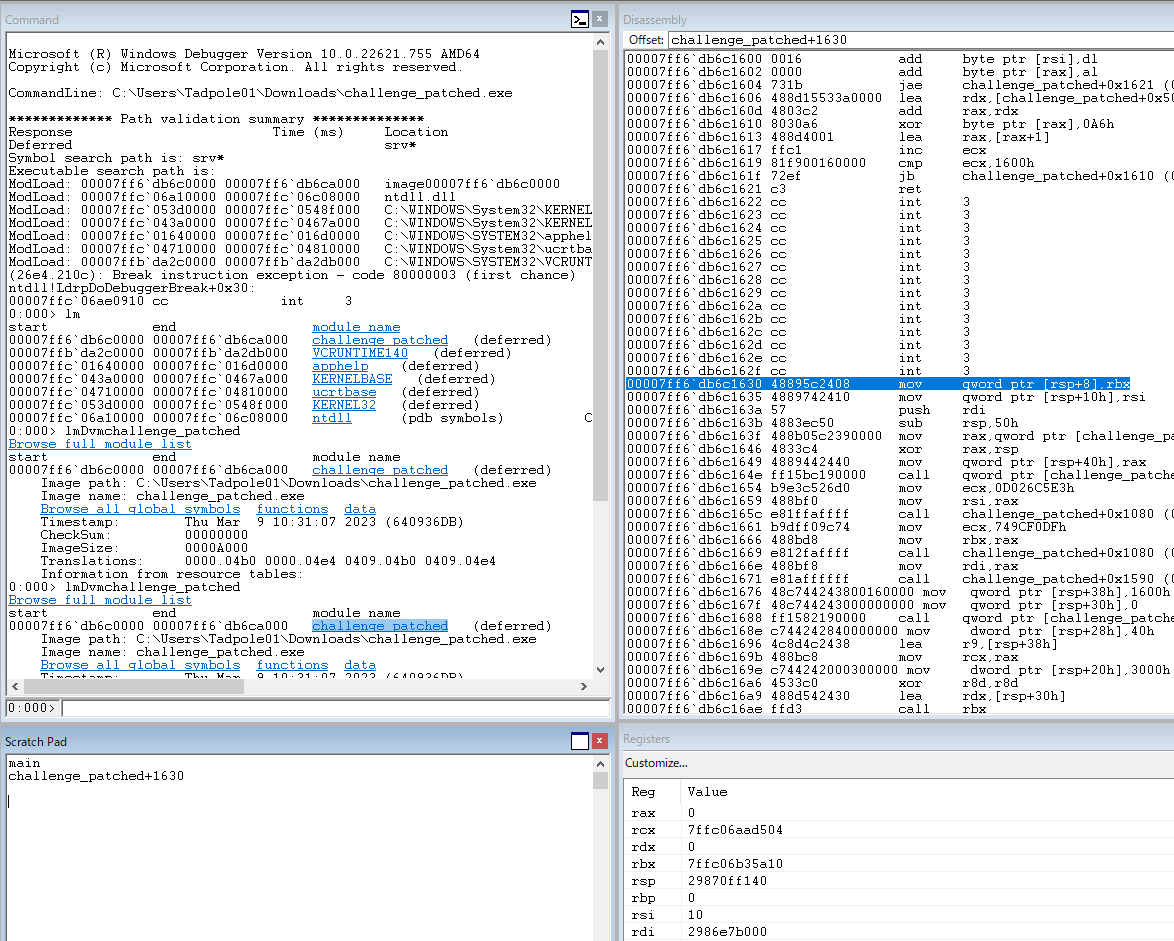 Command
Microsoft (R) Windows Debugger Version 10.0.22621.755 AMD64
Copyright (c) Microsoft Corporation. All rights reserved.
CommandLine: C:\Users\Tadpole01\Downloads\challenge_patched.exe
************* Path validation summary **************
Response Time (ms) Location
Deferred srv*
Symbol search path is: srv*
Executable search path is:
ModLoad: 00007ff6`db6c0000 00007ff6`db6ca000 image00007ff6`db6c0000
ModLoad: 00007ffc`06a10000 00007ffc`06c08000 ntdll.dll
ModLoad: 00007ffc`053d0000 00007ffc`0548f000 C:\WINDOWS\System32\KERNEL
ModLoad: 00007ffc`043a0000 00007ffc`0467a000 C:\WINDOWS\System32\KERNEL
ModLoad: 00007ffc`01640000 00007ffc`016d0000 C:\WINDOWS\SYSTEM32\apphel
ModLoad: 00007ffc`04710000 00007ffc`04810000 C:\WINDOWS\System32\ucrtba
ModLoad: 00007ffb`da2c0000 00007ffb`da2db000 C:\WINDOWS\SYSTEM32\VCRUNT
(26e4.210c): Break instruction exception - code 80000003 (first chance)
ntdll!LdrpDoDebuggerBreak+0x30:
00007ffc`06ae0910 cc int 3
0:000> lm
start end module name
00007ff6`db6c0000 00007ff6`db6ca000 challenge_patched (deferred)
00007ffb`da2c0000 00007ffb`da2db000 VCRUNTIME140 (deferred)
00007ffc`01640000 00007ffc`016d0000 apphelp (deferred)
00007ffc`043a0000 00007ffc`0467a000 KERNELBASE (deferred)
00007ffc`04710000 00007ffc`04810000 ucrtbase (deferred)
00007ffc`053d0000 00007ffc`0548f000 KERNEL32 (deferred)
00007ffc`06a10000 00007ffc`06c08000 ntdll (pdb symbols) C
0:000> lmDvmchallenge_patched
Browse full module list
start end module name
00007ff6`db6c0000 00007ff6`db6ca000 challenge_patched (deferred)
Image path: C:\Users\Tadpole01\Downloads\challenge_patched.exe
Image name: challenge_patched.exe
Browse all global symbols functions data
Timestamp: Thu Mar 9 10:31:07 2023 (640936DB)
CheckSum: 00000000
ImageSize: 0000A000
Translations: 0000.04b0 0000.04e4 0409.04b0 0409.04e4
Information from resource tables:
0:000> lmDvmchallenge_patched
Browse full module list
start end module name
00007ff6`db6c0000 00007ff6`db6ca000 challenge_patched (deferred)
Image path: C:\Users\Tadpole01\Downloads\challenge_patched.exe
Image name: challenge_patched.exe
Browse all global symbols functions data
Timestamp: Thu Mar 9 10:31:07 2023 (640936DB)
0:000>
Disassembly
Offset: challenge_patched+1630
00007ff6`db6c1600 0016 add byte ptr [rsi],dl
00007ff6`db6c1602 0000 add byte ptr [rax],al
00007ff6`db6c1604 731b jae challenge_patched+0x1621 (0
00007ff6`db6c1606 488d15533a0000 lea rdx,[challenge_patched+0x50
00007ff6`db6c160d 4803c2 add rax,rdx
00007ff6`db6c1610 8030a6 xor byte ptr [rax],0A6h
00007ff6`db6c1613 488d4001 lea rax,[rax+1]
00007ff6`db6c1617 ffc1 inc ecx
00007ff6`db6c1619 81f900160000 cmp ecx,1600h
00007ff6`db6c161f 72ef jb challenge_patched+0x1610 (0
00007ff6`db6c1621 c3 ret
00007ff6`db6c1622 cc int 3
00007ff6`db6c1623 cc int 3
00007ff6`db6c1624 cc int 3
00007ff6`db6c1625 cc int 3
00007ff6`db6c1626 cc int 3
00007ff6`db6c1627 cc int 3
00007ff6`db6c1628 cc int 3
00007ff6`db6c1629 cc int 3
00007ff6`db6c162a cc int 3
00007ff6`db6c162b cc int 3
00007ff6`db6c162c cc int 3
00007ff6`db6c162d cc int 3
00007ff6`db6c162e cc int 3
00007ff6`db6c162f cc int 3
00007ff6`db6c1630 48895c2408 mov qword ptr [rsp+8],rbx
00007ff6`db6c1635 4889742410 mov qword ptr [rsp+10h],rsi
00007ff6`db6c163a 57 push rdi
00007ff6`db6c163b 4883ec50 sub rsp,50h
00007ff6`db6c163f 488b05c2390000 mov rax,qword ptr [challenge_p
00007ff6`db6c1646 4833c4 xor rax,rsp
00007ff6`db6c1649 4889442440 mov qword ptr [rsp+40h],rax
00007ff6`db6c164e ff15bc190000 call qword ptr [challenge_patche
00007ff6`db6c1654 b9e3c526d0 mov ecx,0D026C5E3h
00007ff6`db6c1659 488bf0 mov rsi,rax
00007ff6`db6c165c e81ffaffff call challenge_patched+0x1080 (0
00007ff6`db6c1661 b9dff09c74 mov ecx,749CF0DFh
00007ff6`db6c1666 488bd8 mov rbx,rax
00007ff6`db6c1669 e812faffff call challenge_patched+0x1080 (0
00007ff6`db6c166e 488bf8 mov rdi,rax
00007ff6`db6c1671 e81affffff call challenge_patched+0x1590 (0
00007ff6`db6c1676 48c744243800160000 mov qword ptr [rsp+38h],1600h
00007ff6`db6c167f 48c744243000000000 mov qword ptr [rsp+30h],0
00007ff6`db6c1688 ff1582190000 call qword ptr [challenge_patche
00007ff6`db6c168e c744242840000000 mov dword ptr [rsp+28h],40h
00007ff6`db6c1696 4c8d4c2438 lea r9,[rsp+38h]
00007ff6`db6c169b 488bc8 mov rcx,rax
00007ff6`db6c169e c744242000300000 mov dword ptr [rsp+20h],3000h
00007ff6`db6c16a6 4533c0 xor r8d,r8d
00007ff6`db6c16a9 488d542430 lea rdx,[rsp+30h]
00007ff6`db6c16ae ffd3 call rbx
Scratch Pad
main
challenge_patched+1630
Registers
Customize...
Reg Value
rax 0
rcx 7ffc06aad504
rdx 0
rbx 7ffc06b35a10
rsp 29870ff140
rbp 0
rsi 10
rdi 2986e7b000